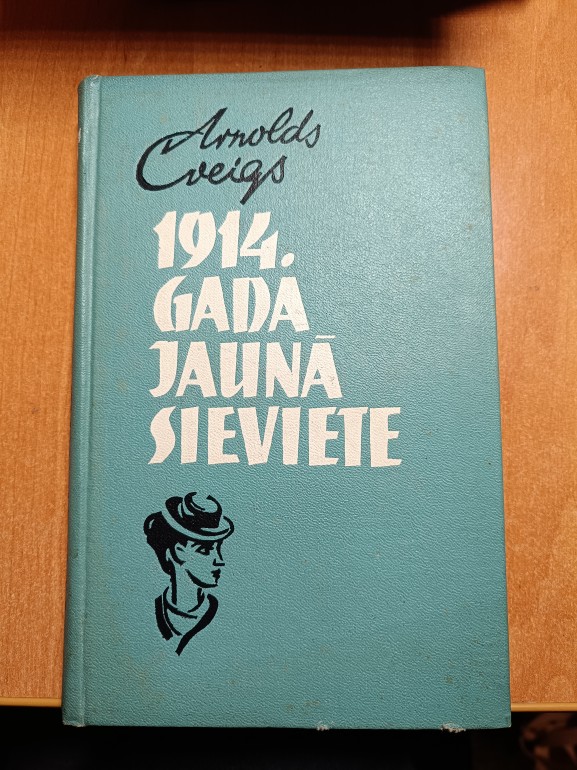 Arnolds
Cveigs
1914.
GADA
JAUNĀ
SIEVIETE